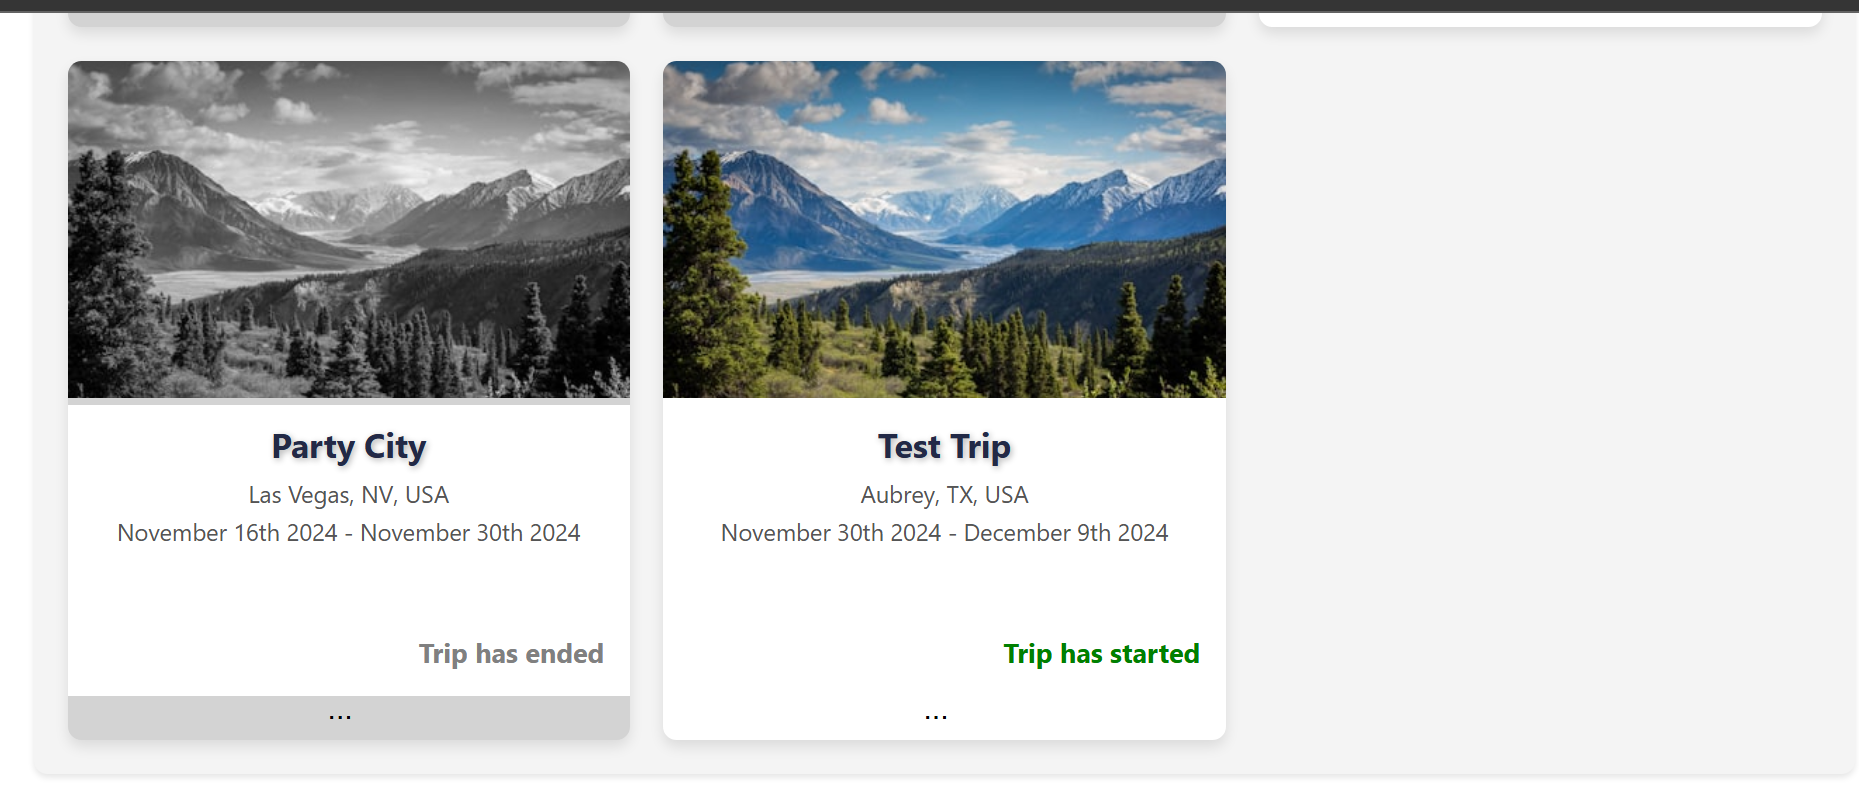 Party City
Las Vegas, NV, USA
November 16th 2024 - November 30th 2024
Trip has ended
...
Test Trip
Aubrey, TX, USA
November 30th 2024 - December 9th 2024
Trip has started
...